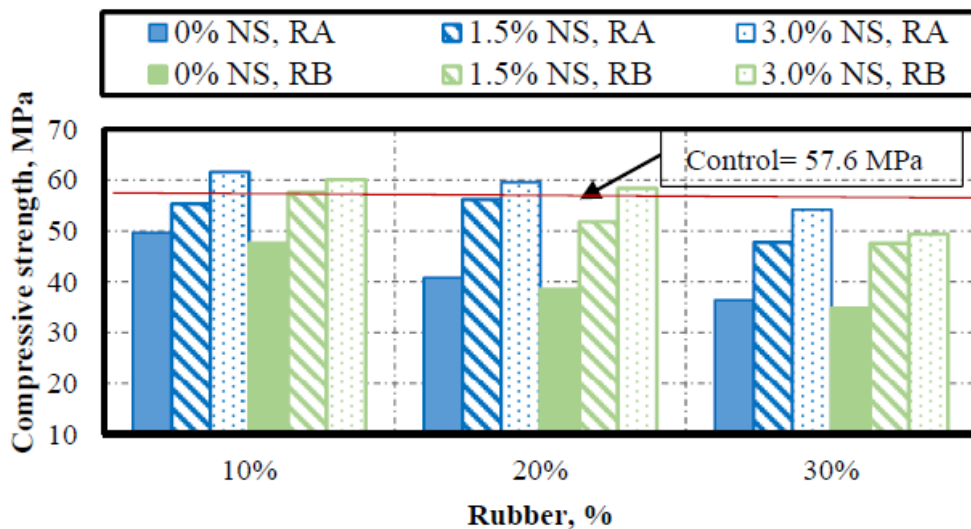 0% NS, RA 1.5% NS, RA 3.0% NS, RA
0% NS, RB 1.5% NS, RB 3.0% NS, RB
Compressive strength, MPa
70
60
50
40
30
20
10
Control= 57.6 MPa
10% 20% 30%
Rubber, %